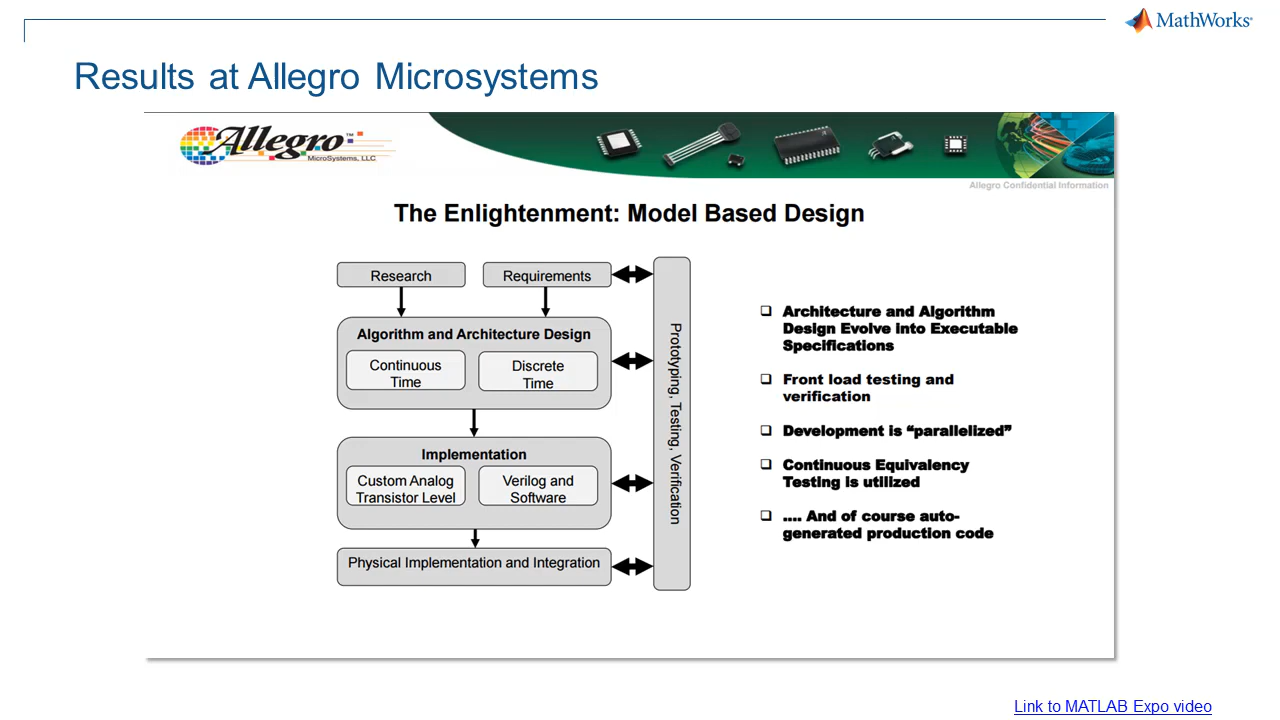 MathWorks®
Results at Allegro Microsystems
Allegro™
MicroSystems, LLC
Allegro Confidential Information
The Enlightenment: Model Based Design
Research
Requirements
Algorithm and Architecture Design
Continuous
Time
Discrete
Time
Implementation
Custom Analog
Transistor Level
Verilog and
Software
Physical Implementation and Integration
Prototyping, Testing, Verification
Architecture and Algorithm
Design Evolve into Executable
Specifications
Front load testing and
verification
Development is “parallelized”
Continuous Equivalency
Testing is utilized
.... And of course auto-
generated production code
Link to MATLAB Expo video